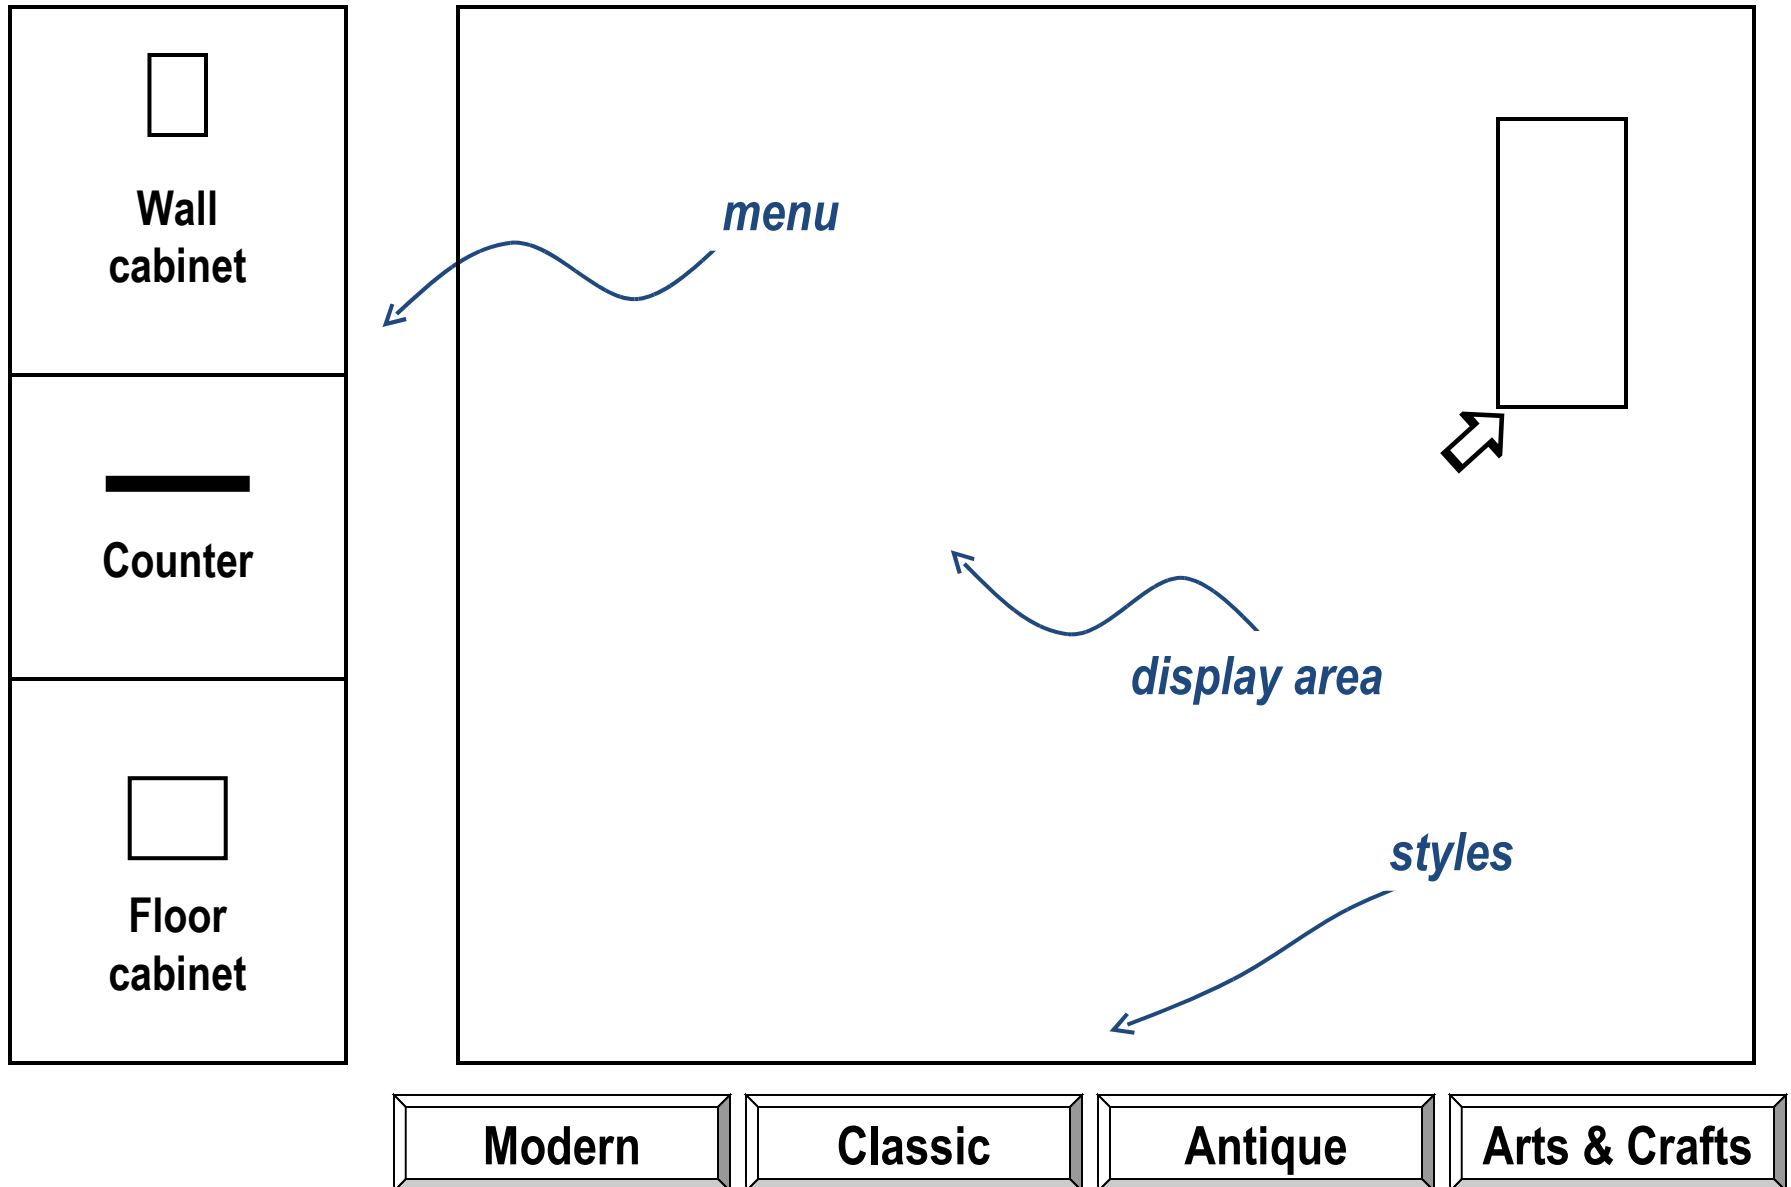 Wall
cabinet
Counter
Floor
cabinet
menu
display area
styles
Modern
Classic
Antique
Arts & Crafts